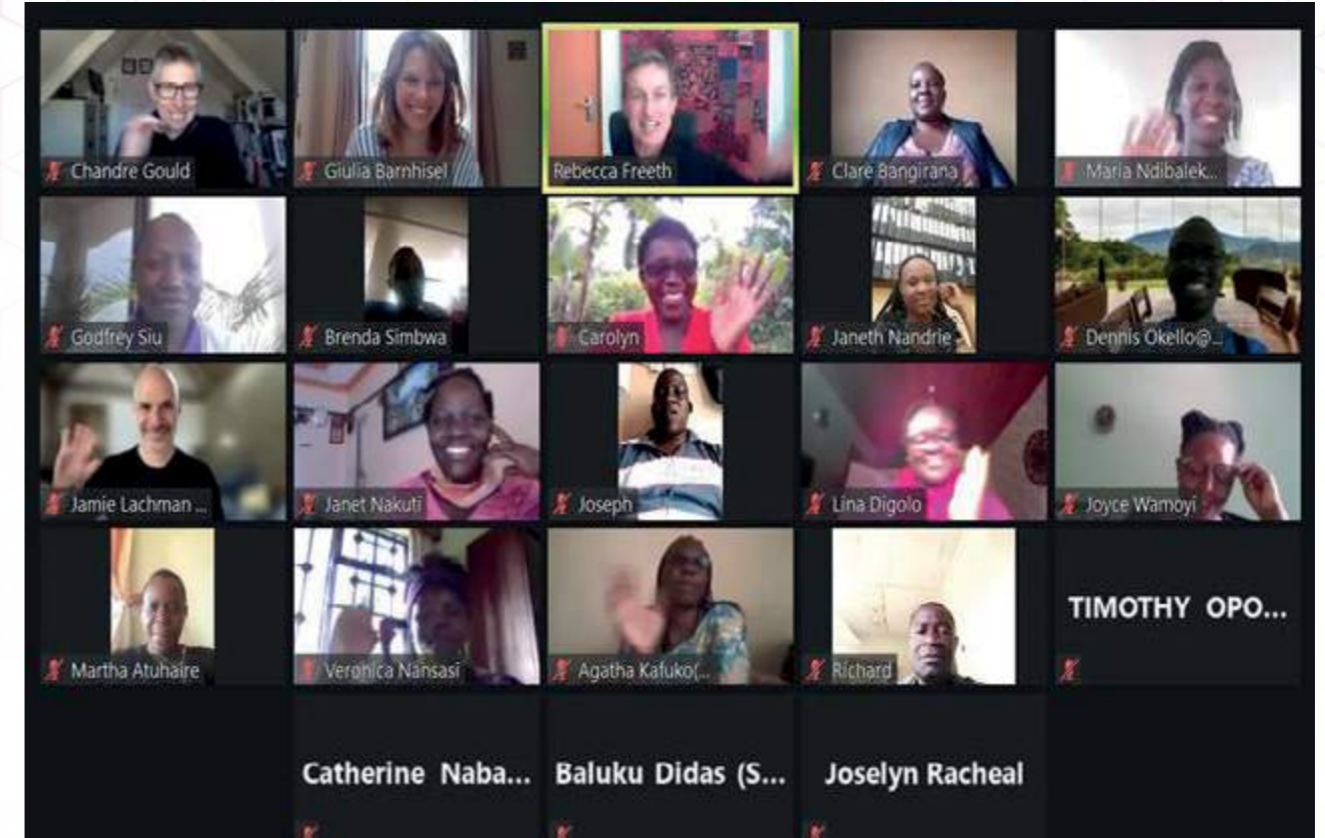 Chandre Gould
Giulia Barnhisel
Rebecca Freeth
Clare Bangirana
Maria Ndibalek...
Godfrey Siu
Brenda Simbwa
Carolyn
Janeth Nandrie
Dennis Okello@...
Jamie Lachman ...
Janet Nakuti
Joseph
Lina Digolo
Joyce Wamoyi
Martha Atuhaire
Veronica Nansasi
Agatha Kafuko(...
Richard
TIMOTHY OPO...
Catherine Naba...
Baluku Didas (S...
Joselyn Racheal